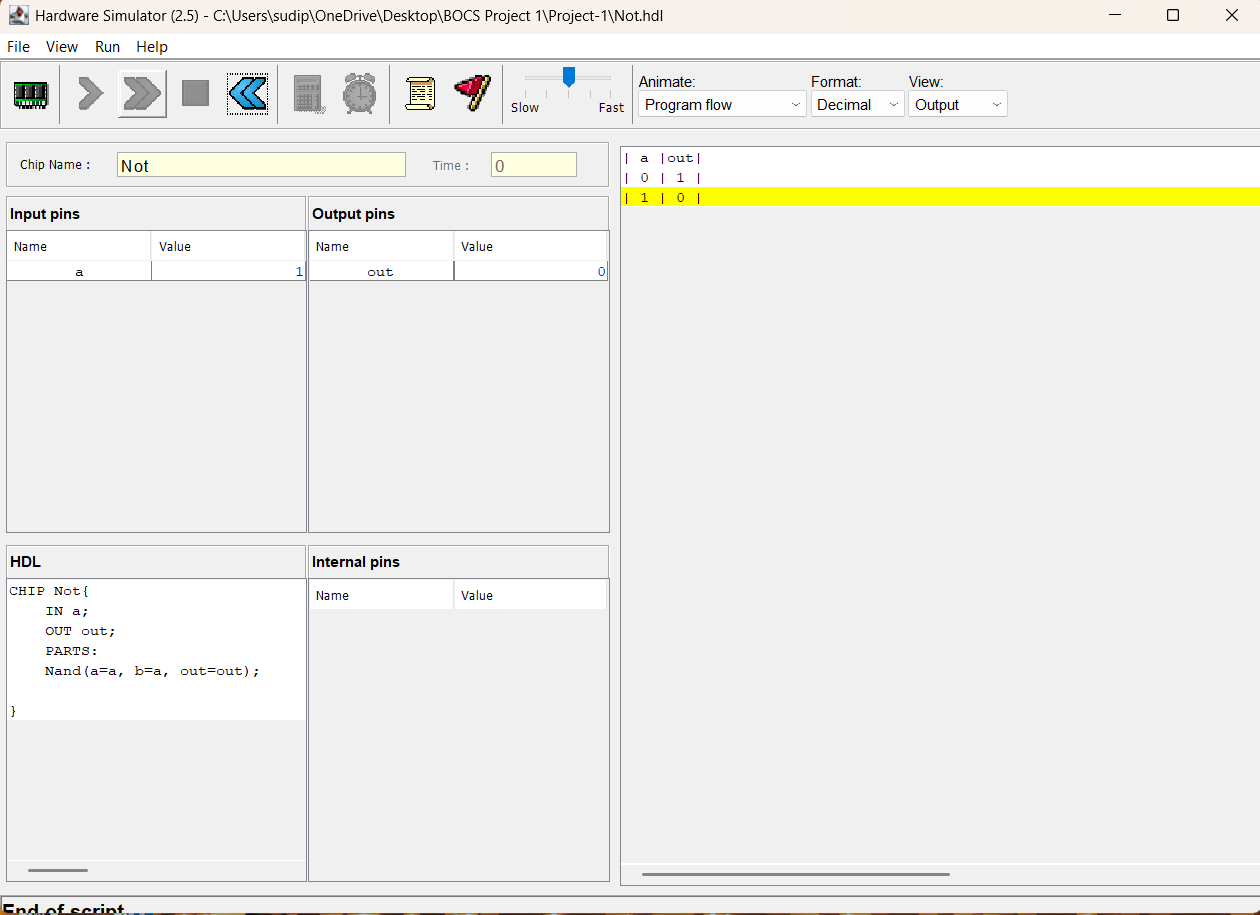 Hardware Simulator (2.5) - C:\Users\sudip\OneDrive\Desktop\BOCS Project 1\Project-1\Not.hdl
File View Run Help
Animate: Format: View:
Slow Fast Program flow Decimal Output
Chip Name : Not Time : 0
Input pins Output pins
Name Value Name Value
a 1 out 0
| a |out|
| 0 | 1 |
| 1 | 0 |
HDL Internal pins
Name Value
CHIP Not{
IN a;
OUT out;
PARTS:
Nand(a=a, b=a, out=out);
}
End of script